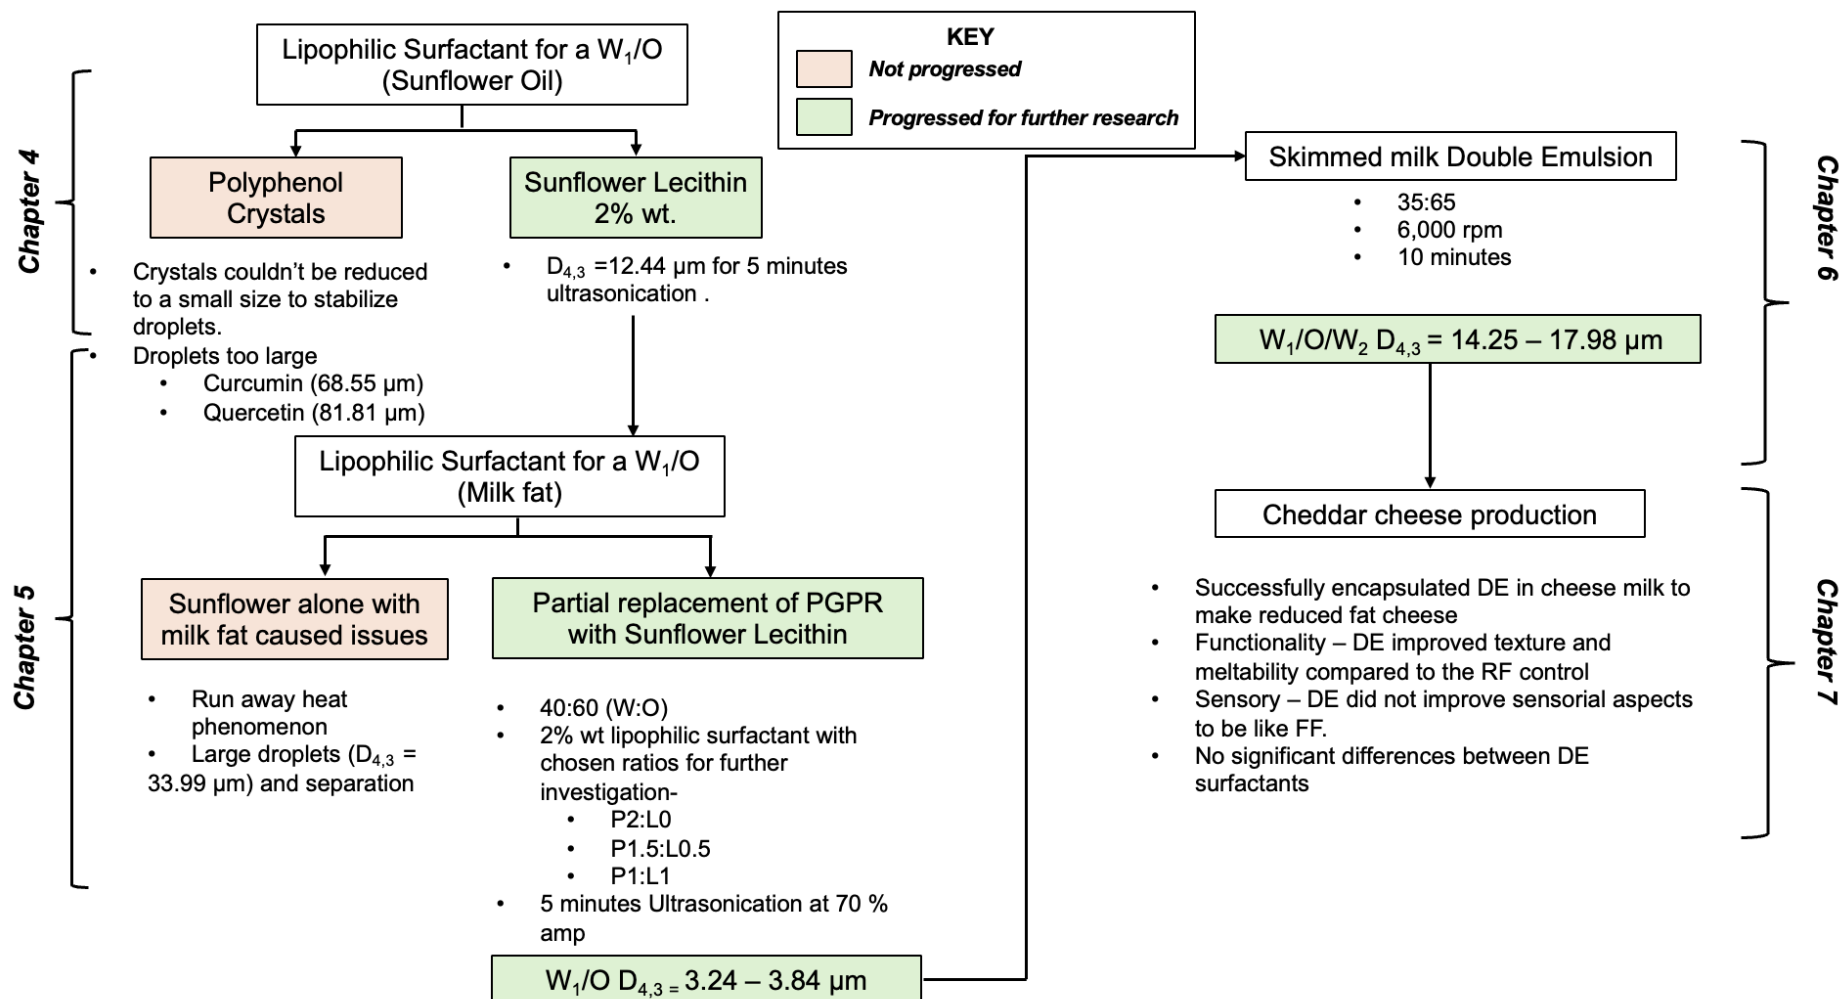 KEY
Not progressed
Progressed for further research
Chapter 4
Lipophilic Surfactant for a W₁/O
(Sunflower Oil)
Polyphenol
Crystals
• Crystals couldn’t be reduced
to a small size to stabilize
droplets.
• Droplets too large
• Curcumin (68.55 µm)
• Quercetin (81.81 µm)
Sunflower Lecithin
2% wt.
• D₄,₃ =12.44 µm for 5 minutes
ultrasonication .
Chapter 5
Lipophilic Surfactant for a W₁/O
(Milk fat)
Sunflower alone with
milk fat caused issues
• Run away heat
phenomenon
• Large droplets (D₄,₃ =
33.99 µm) and separation
Partial replacement of PGPR
with Sunflower Lecithin
• 40:60 (W:O)
• 2% wt lipophilic surfactant with
chosen ratios for further
investigation-
• P2:L0
• P1.5:L0.5
• P1:L1
• 5 minutes Ultrasonication at 70 %
amp
W₁/O D₄,₃ ₌ 3.24 – 3.84 µm
Chapter 6
Skimmed milk Double Emulsion
• 35:65
• 6,000 rpm
• 10 minutes
W₁/O/W₂ D₄,₃ = 14.25 – 17.98 µm
Chapter 7
Cheddar cheese production
• Successfully encapsulated DE in cheese milk to
make reduced fat cheese
• Functionality – DE improved texture and
meltability compared to the RF control
• Sensory – DE did not improve sensorial aspects
to be like FF.
• No significant differences between DE
surfactants